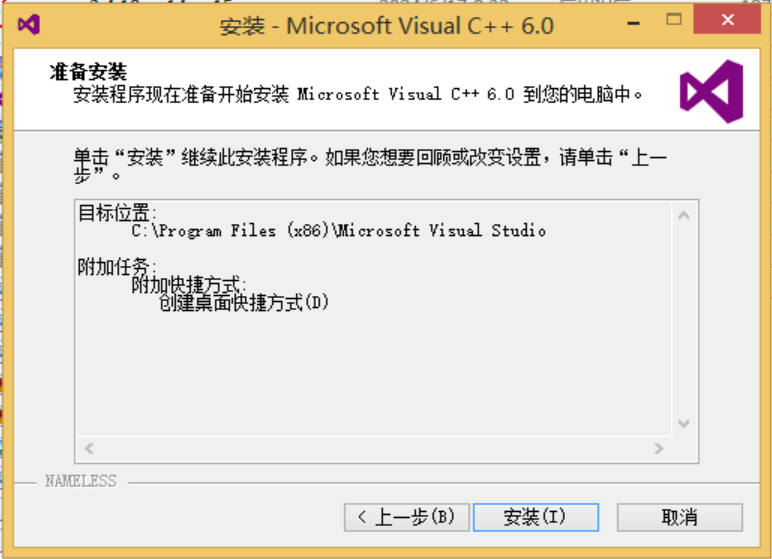 安装 - Microsoft Visual C++ 6.0
准备安装
安装程序现在准备开始安装 Microsoft Visual C++ 6.0 到您的电脑中。
单击“安装”继续此安装程序。如果您想要回顾或改变设置，请单击“上一
步”。
目标位置:
C:\Program Files (x86)\Microsoft Visual Studio
附加任务:
附加快捷方式:
创建桌面快捷方式(D)
NAMELESS
< 上一步(B)
安装(I)
取消